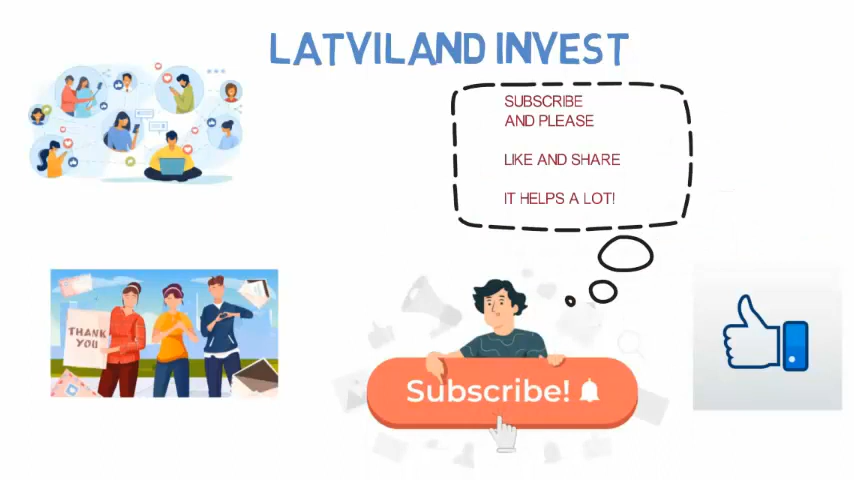 LATVILAND INVEST
SUBSCRIBE
AND PLEASE
LIKE AND SHARE
IT HELPS A LOT!
THANK
YOU
Subscribe!